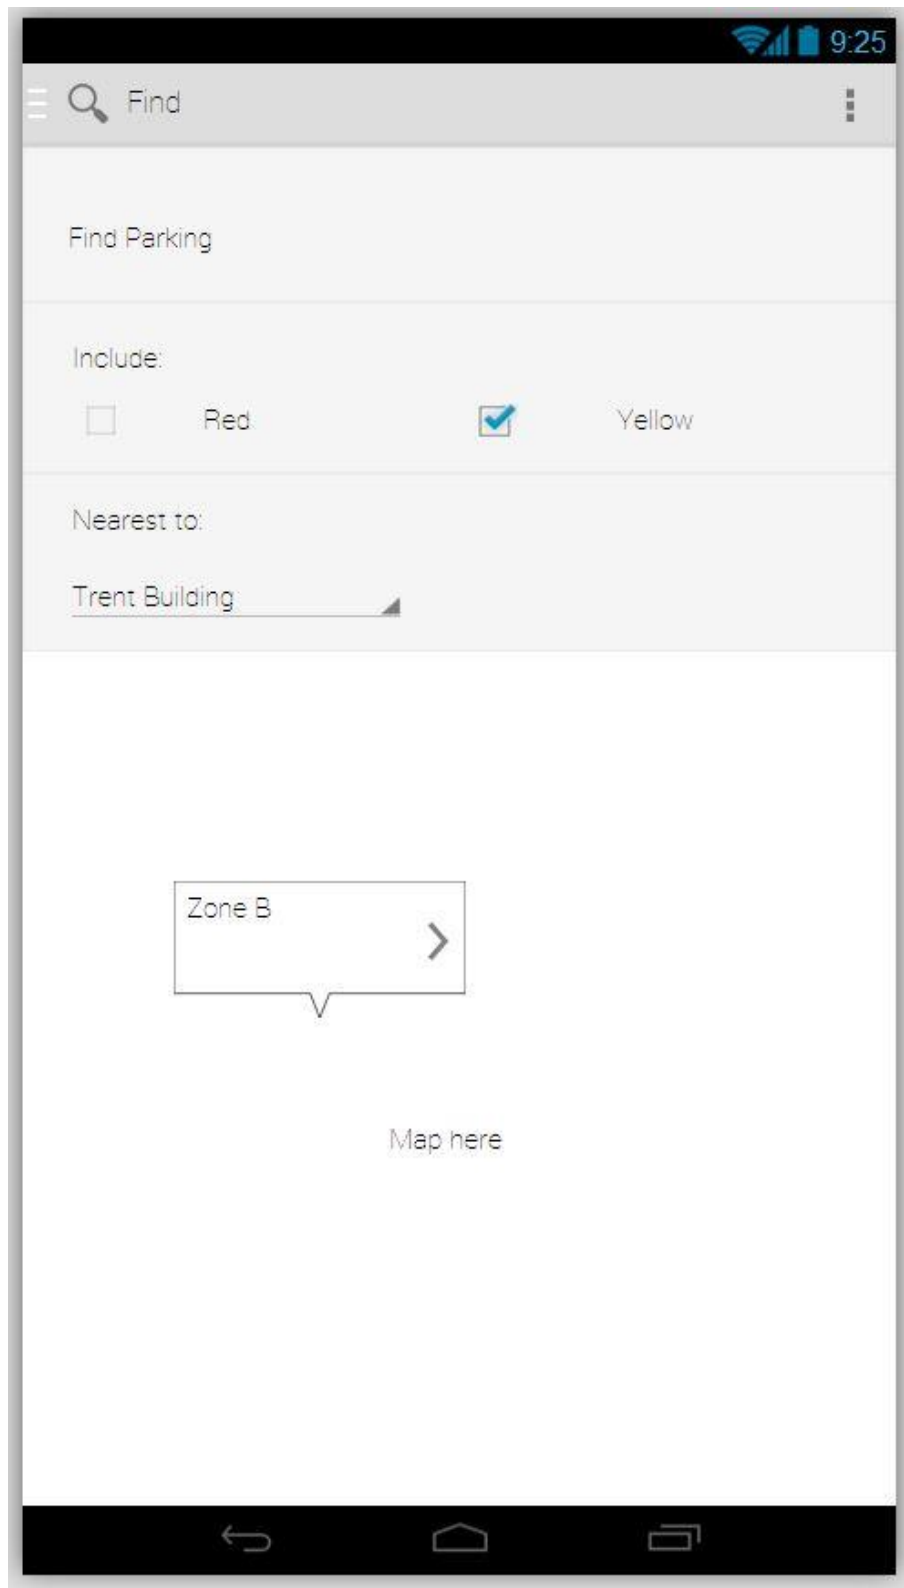 9:25
Find
Find Parking
Include:
Red Yellow
Nearest to:
Trent Building
Zone B
Map here